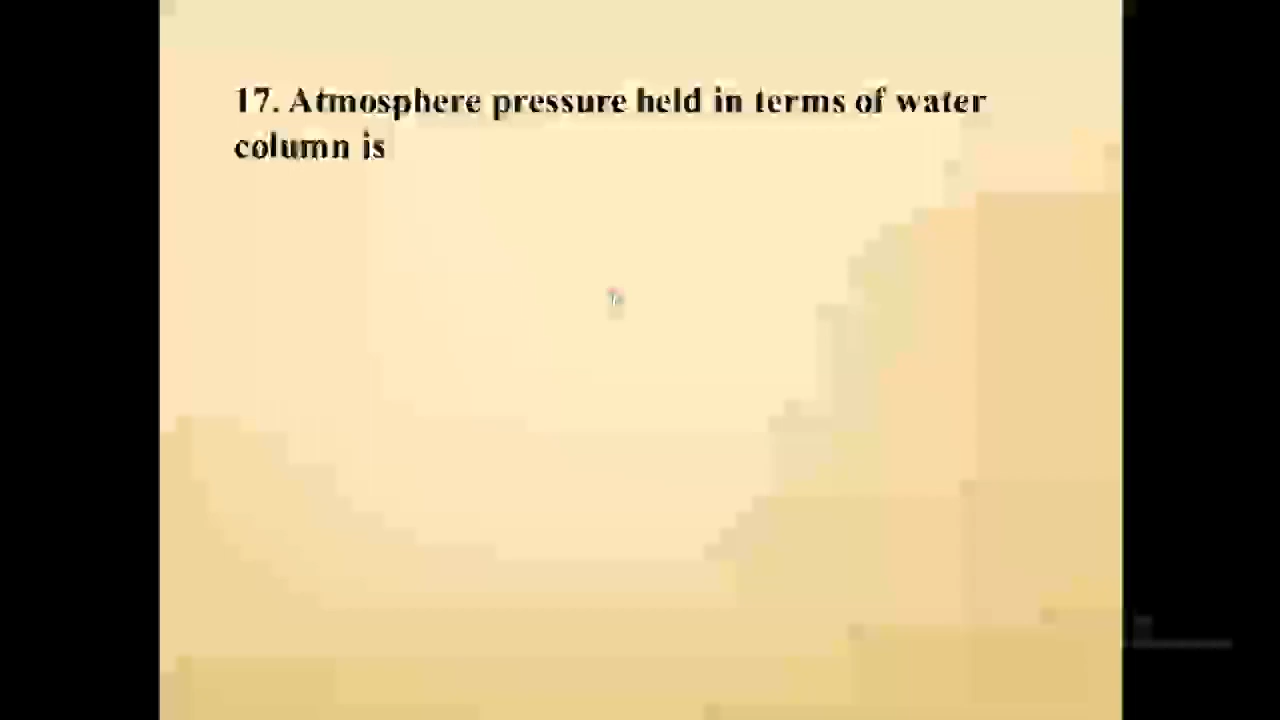 17. Atmosphere pressure held in terms of water
column is